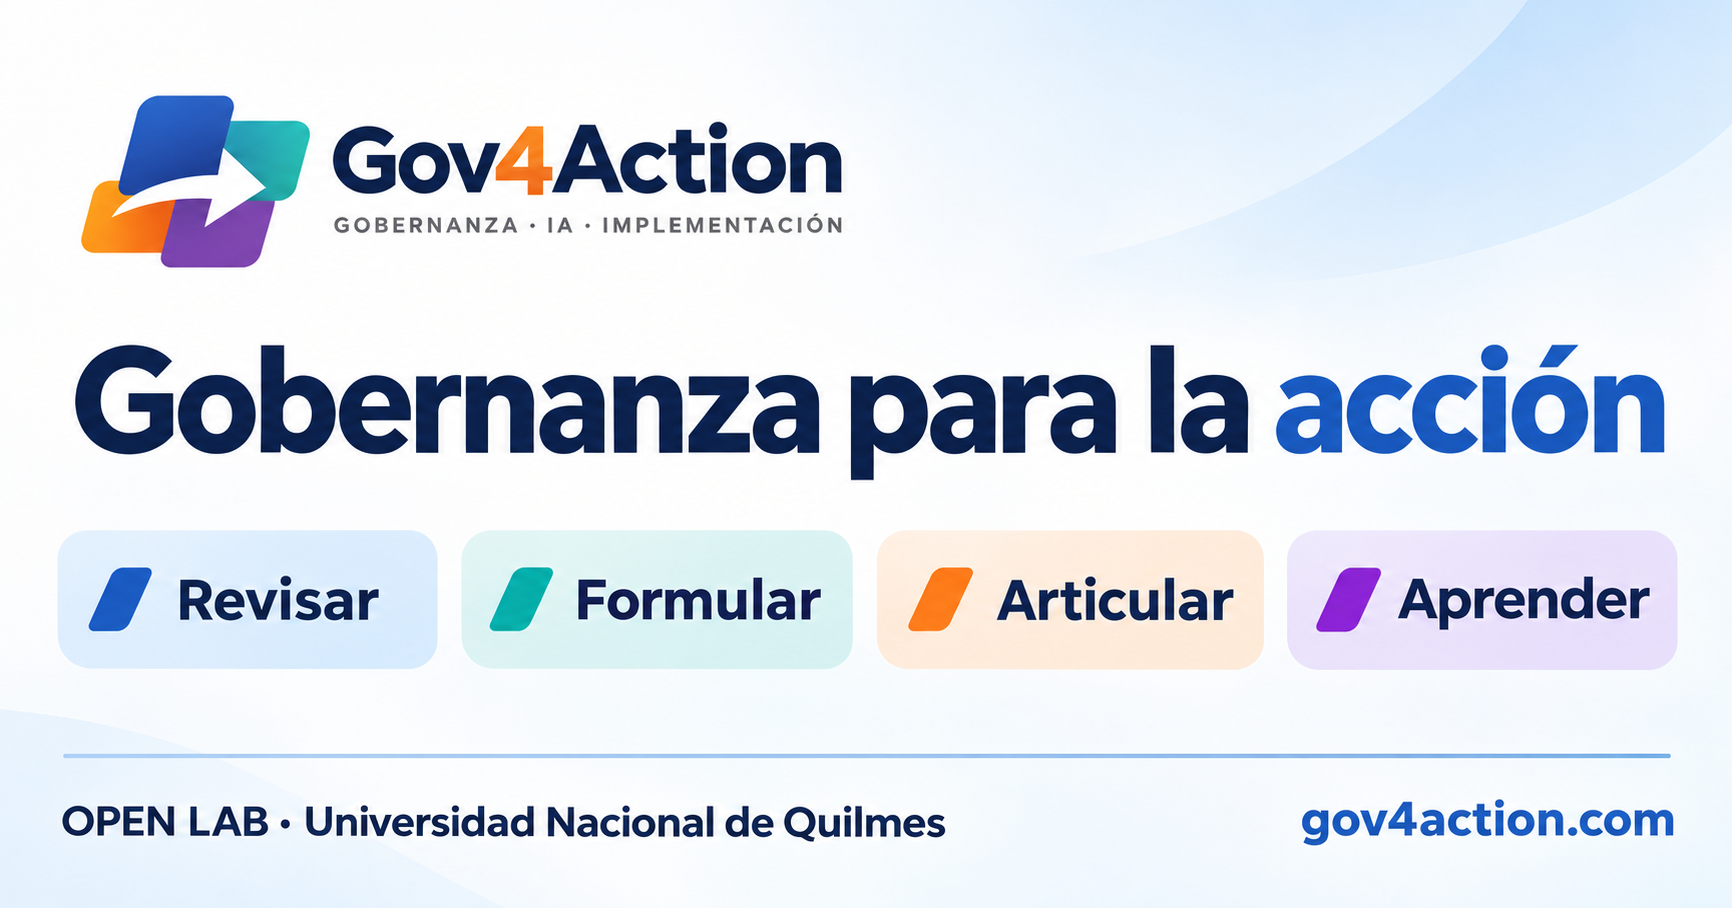 Gov4Action
GOBERNANZA · IA · IMPLEMENTACIÓN
Gobernanza para la acción
Revisar
Formular
Articular
Aprender
OPEN LAB · Universidad Nacional de Quilmes
gov4action.com